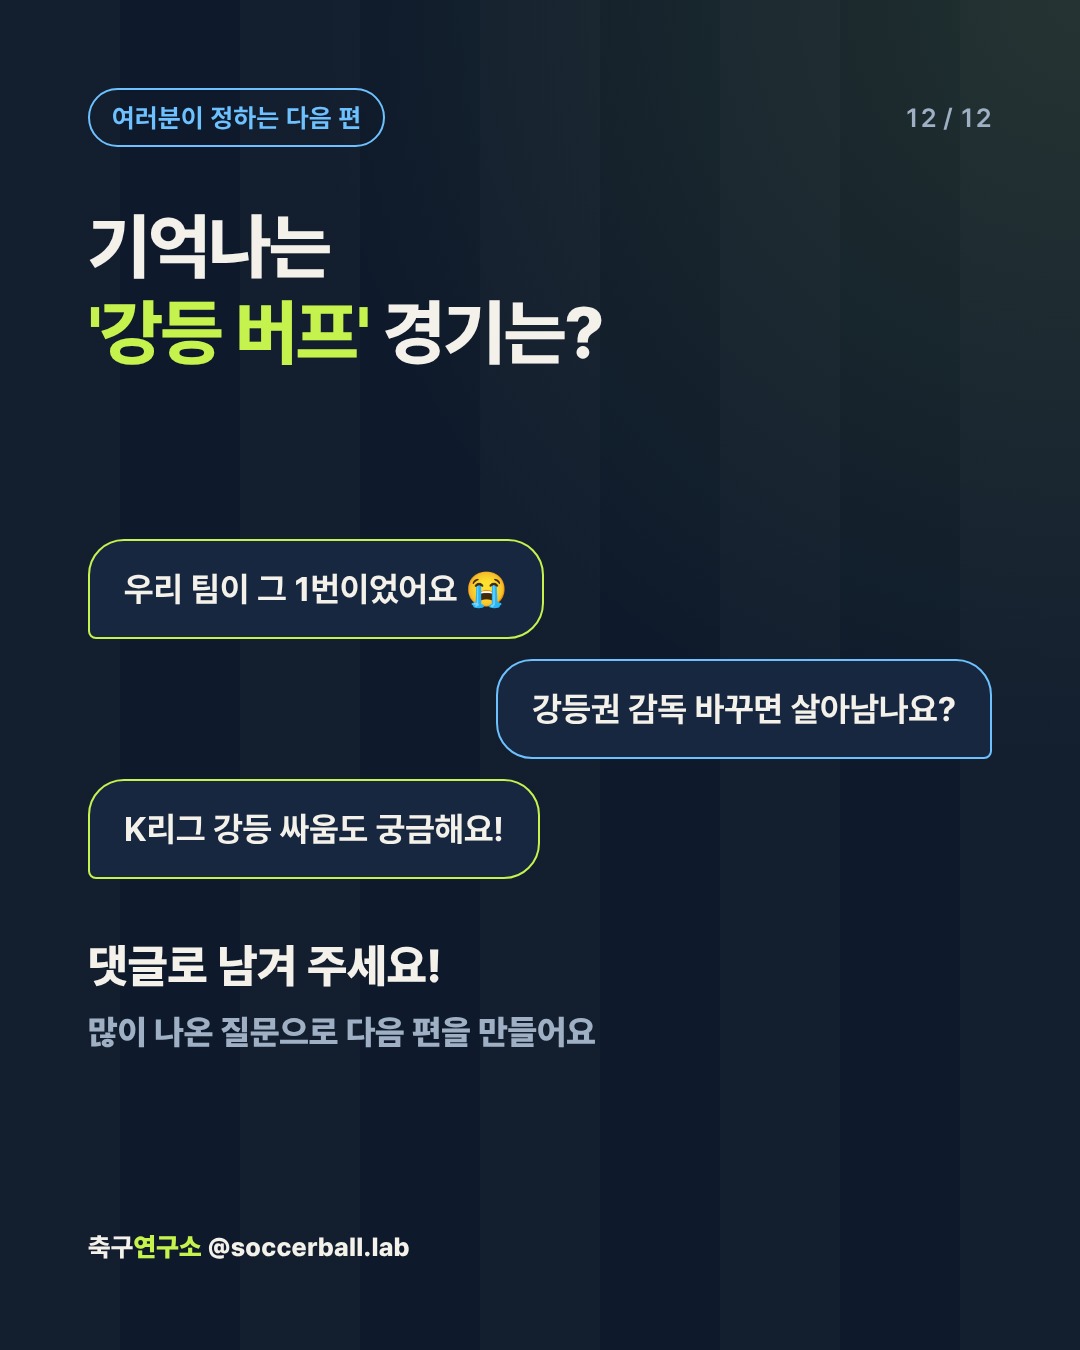 여러분이 정하는 다음 편
12 / 12
기억나는
'강등 버프' 경기는?
우리 팀이 그 1번이었어요 😭
강등권 감독 바꾸면 살아남나요?
K리그 강등 싸움도 궁금해요!
댓글로 남겨 주세요!
많이 나온 질문으로 다음 편을 만들어요
축구연구소 @soccerball.lab